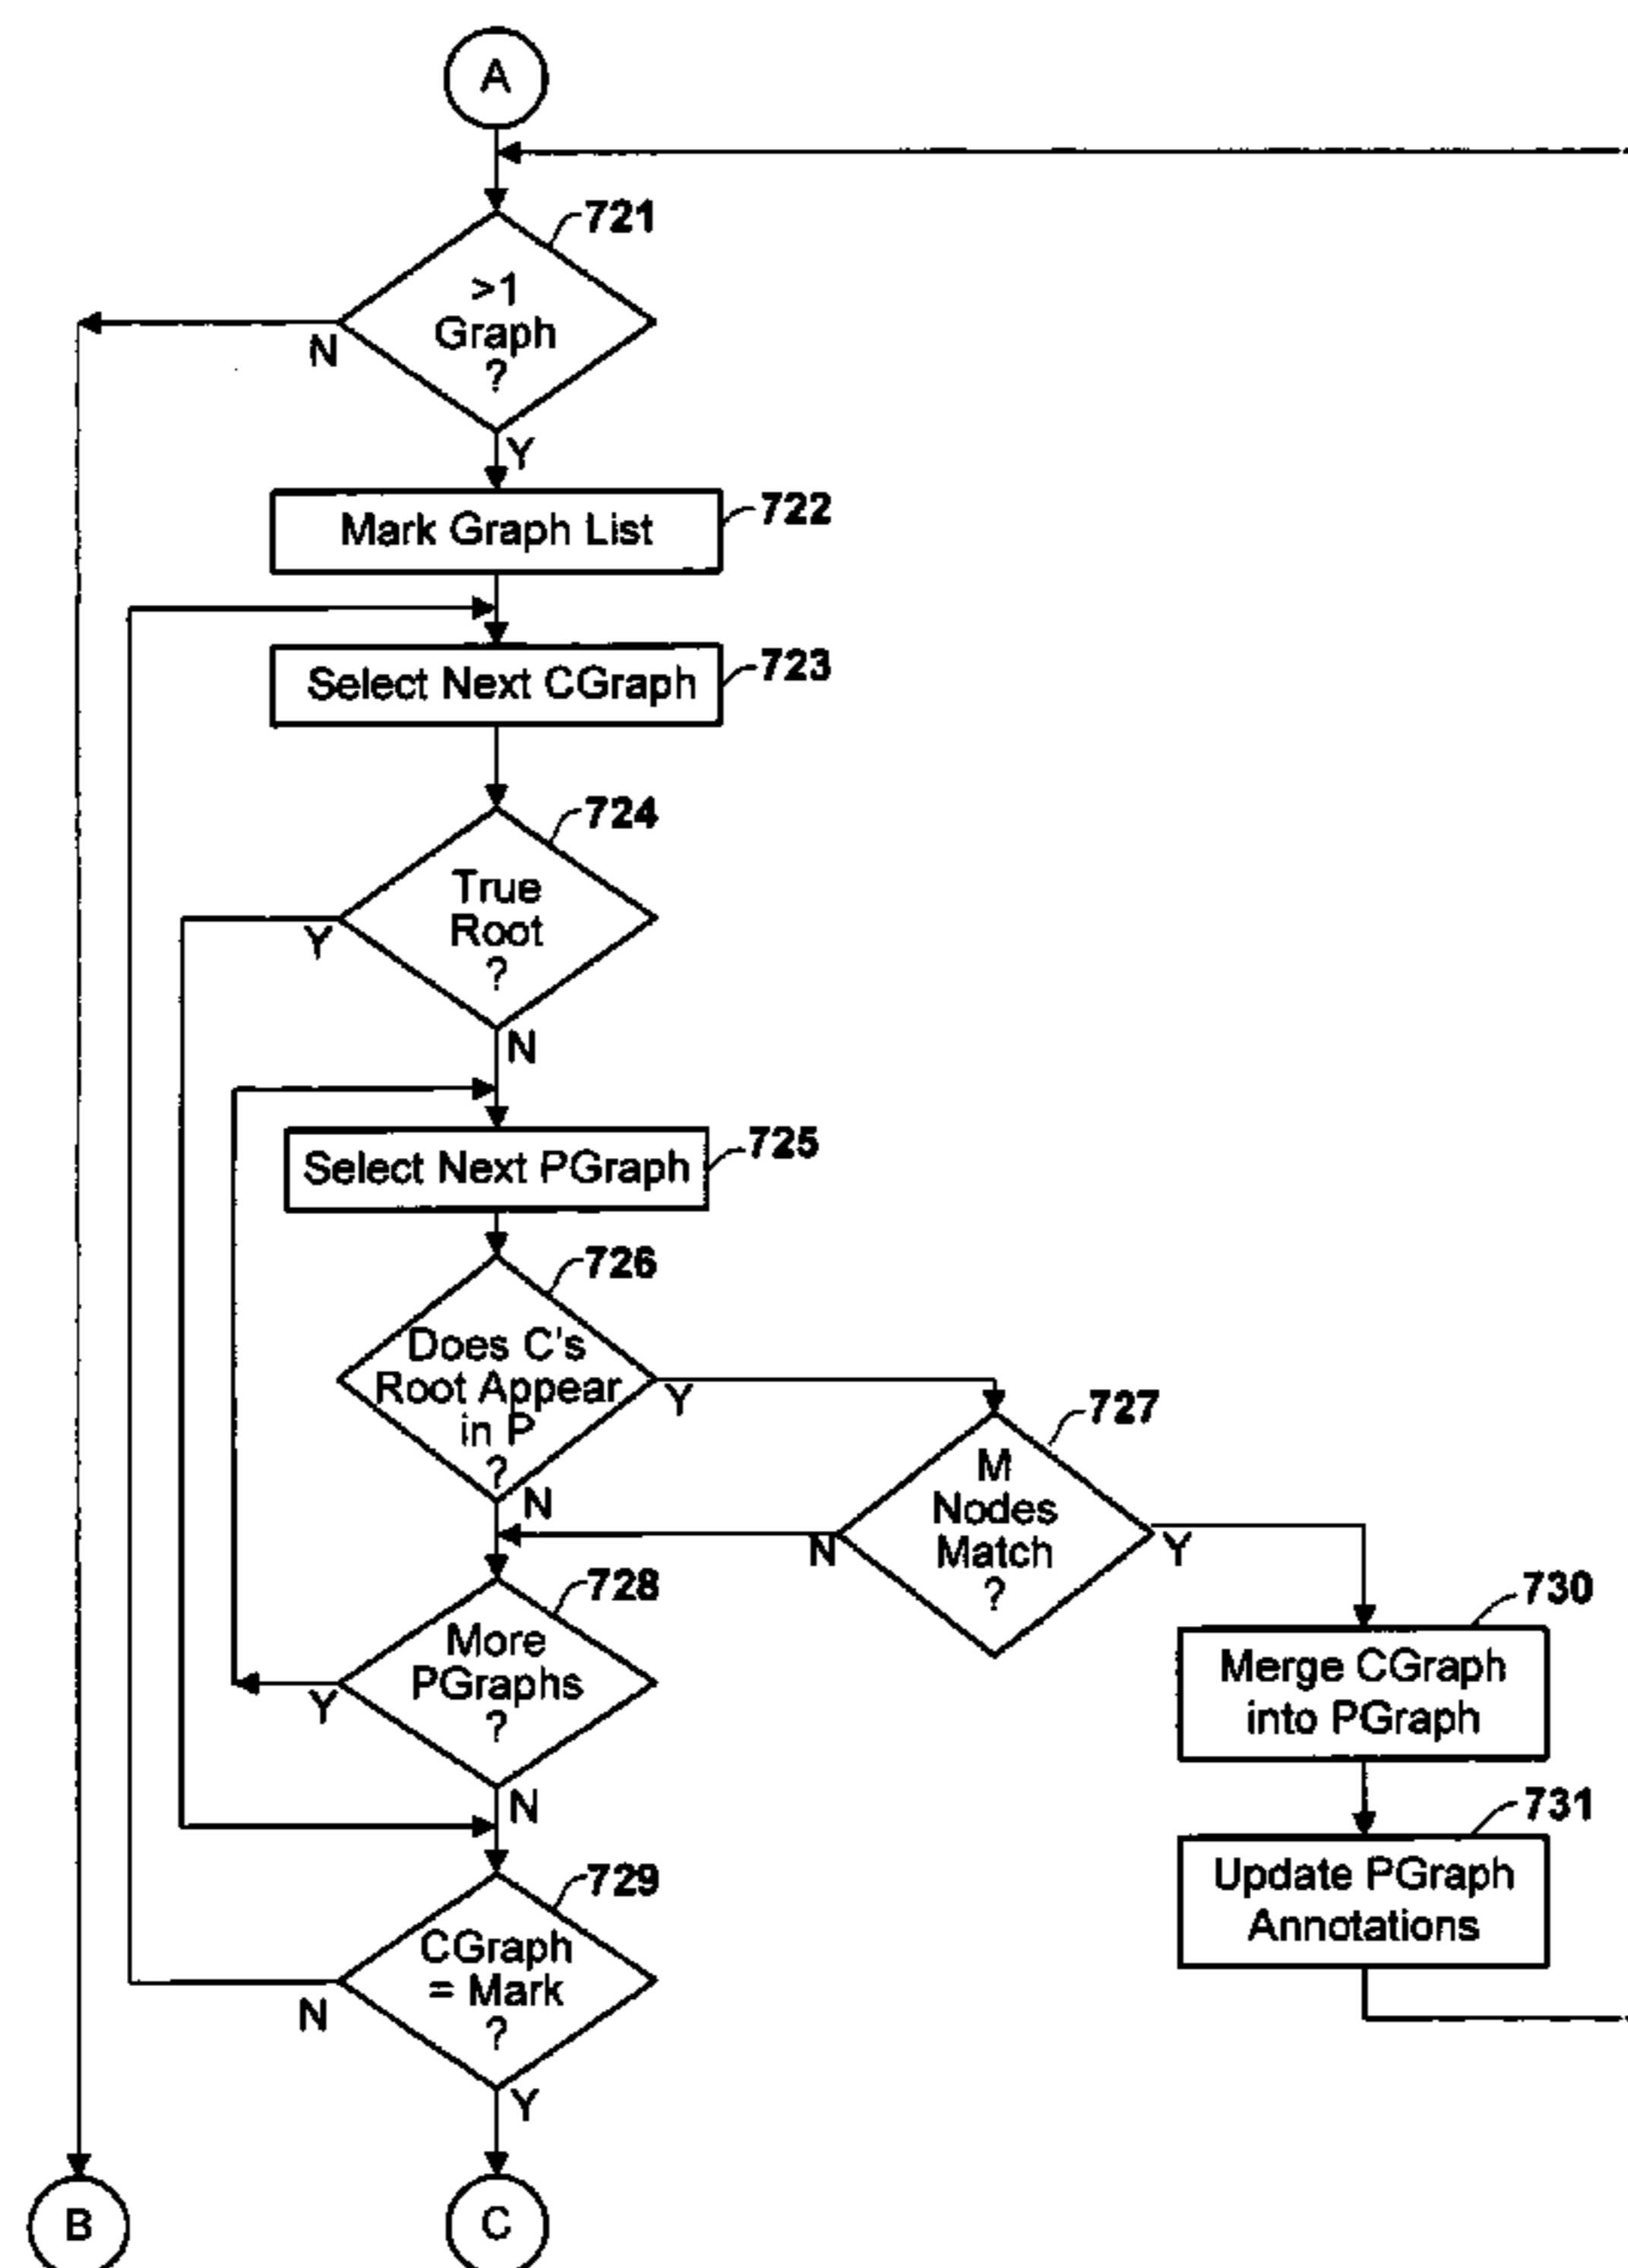 A
721
>1
Graph
?
N
Y
722
Mark Graph List
723
Select Next CGraph
724
True
Root
?
Y
N
725
Select Next PGraph
726
Does C's
Root Appear
in P
?
Y
N
727
M
Nodes
Match
?
N
Y
728
More
PGraphs
?
Y
N
730
Merge CGraph
into PGraph
731
Update PGraph
Annotations
729
CGraph
= Mark
?
N
Y
B
C